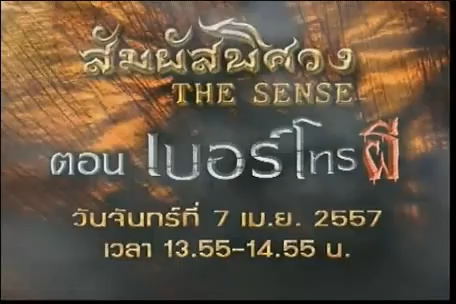 สัมผัสพิศวง
THE SENSE
ตอน เบอร์โทรผี
วันจันทร์ที่ 7 เม.ย. 2557
เวลา 13.55-14.55 น.